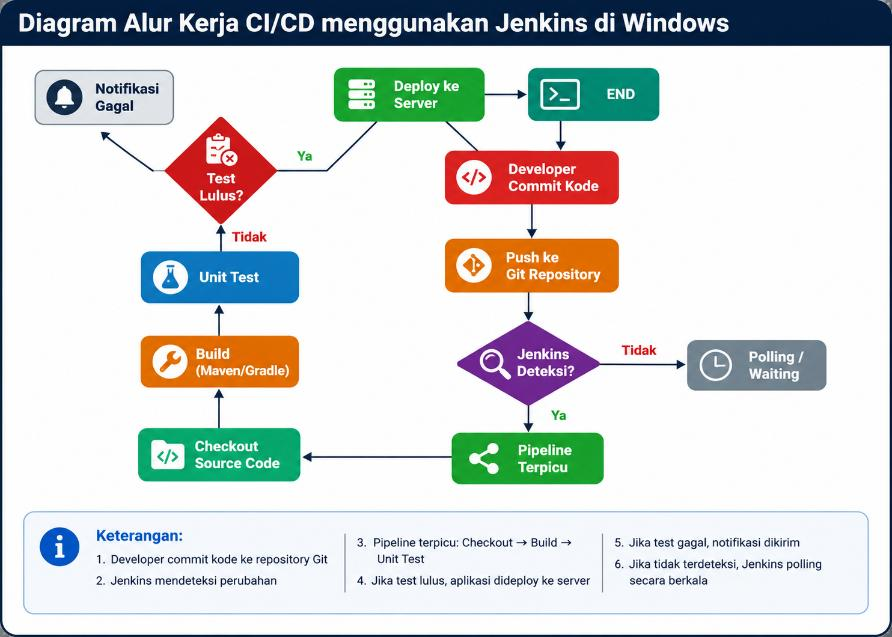 Diagram Alur Kerja CI/CD menggunakan Jenkins di Windows
Notifikasi
Gagal
Deploy ke
Server
END
Test
Lulus?
Ya
Developer
Commit Kode
Tidak
Unit Test
Push ke
Git Repository
Build
(Maven/Gradle)
Jenkins
Deteksi?
Tidak
Polling /
Waiting
Ya
Checkout
Source Code
Pipeline
Terpicu
Keterangan:
1. Developer commit kode ke repository Git
2. Jenkins mendeteksi perubahan
3. Pipeline terpicu: Checkout → Build →
Unit Test
4. Jika test lulus, aplikasi dideploy ke server
5. Jika test gagal, notifikasi dikirim
6. Jika tidak terdeteksi, Jenkins polling
secara berkala